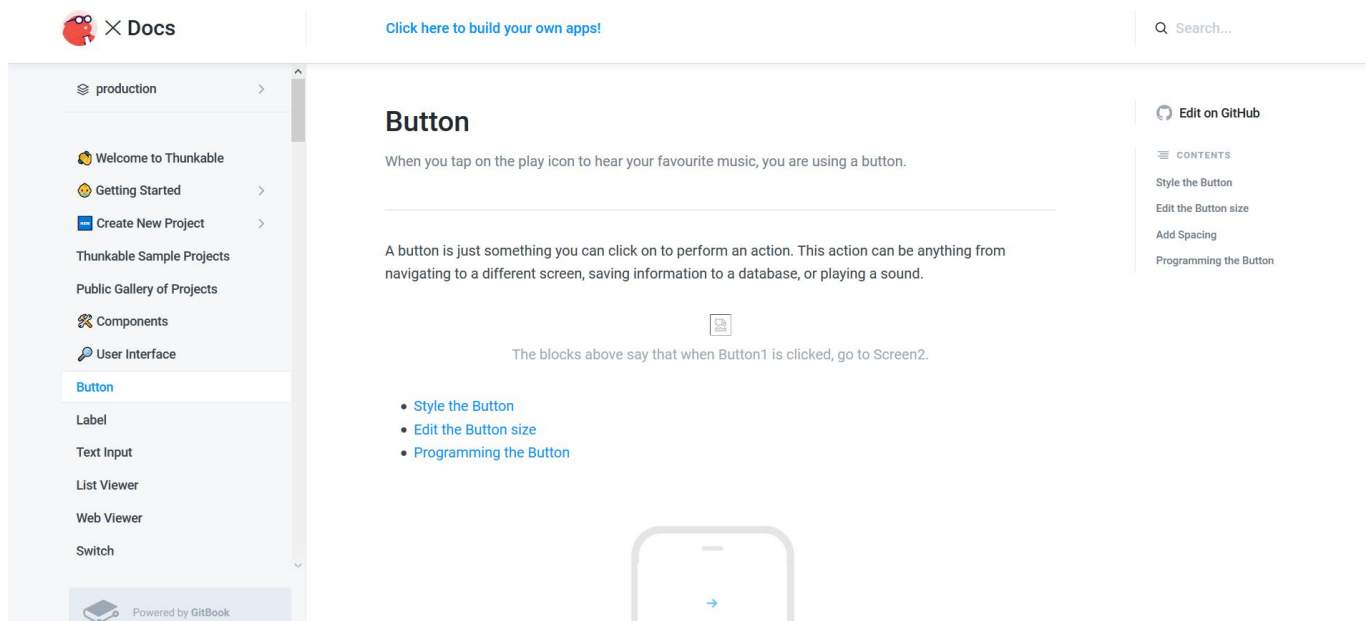 Docs
Click here to build your own apps!
Search...
production
Welcome to Thunkable
Getting Started
NEW Create New Project
Thunkable Sample Projects
Public Gallery of Projects
Components
User Interface
Button
Label
Text Input
List Viewer
Web Viewer
Switch
Powered by GitBook
Button
When you tap on the play icon to hear your favourite music, you are using a button.
A button is just something you can click on to perform an action. This action can be anything from
navigating to a different screen, saving information to a database, or playing a sound.
The blocks above say that when Button1 is clicked, go to Screen2.
Style the Button
Edit the Button size
Programming the Button
Edit on GitHub
CONTENTS
Style the Button
Edit the Button size
Add Spacing
Programming the Button